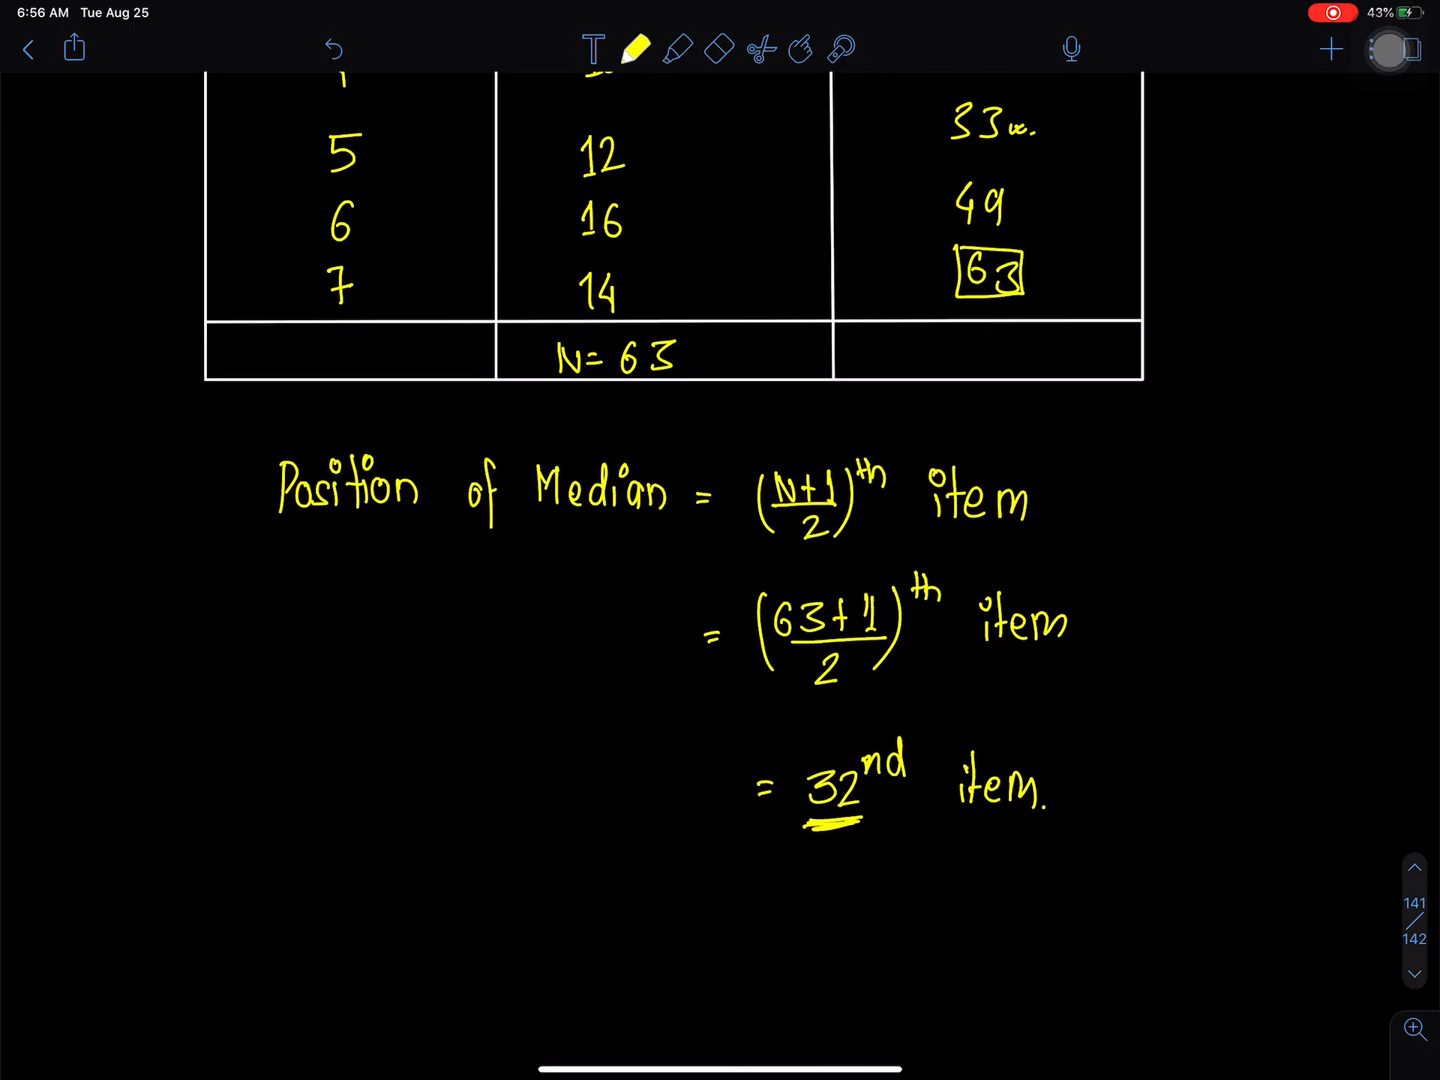 6:56 AM Tue Aug 25 43%
T
33
5 12
6 16 49
7 14 63
N= 63
Position of Median = (N+1/2)th item
= (63+1/2)th item
= 32nd item.
141
/
142